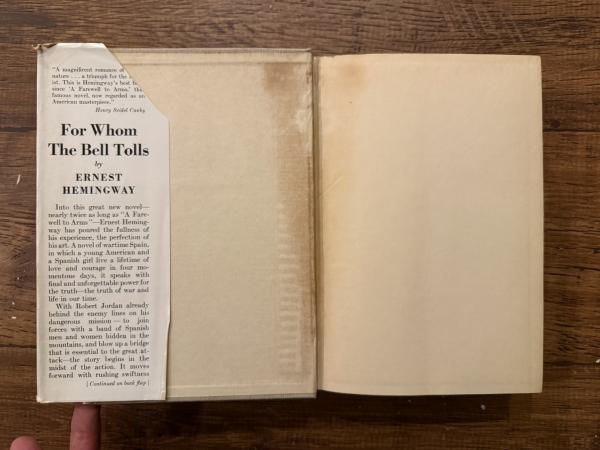 "A magnificent romance of
nature . . . a triumph for the
ist. This is Hemingway's best
since 'A Farewell to Arms,'
famous novel, now regarded as an
American masterpiece."
Henry Seidel Canby
For Whom
The Bell Tolls
by
ERNEST
HEMINGWAY
Into this great new novel—
nearly twice as long as "A Fare-
well to Arms"—Ernest Heming-
way has poured the fullness of
his experience, the perfection of
his art. A novel of wartime Spain,
in which a young American and
a Spanish girl live a lifetime of
love and courage in four mo-
mentous days, it speaks with
final and unforgettable power for
the truth—the truth of war and
life in our time.
With Robert Jordan already
behind the enemy lines on his
dangerous mission — to join
forces with a band of Spanish
men and women hidden in the
mountains, and blow up a bridge
that is essential to the great at-
tack—the story begins in the
midst of the action. It moves
forward with rushing swiftness
[ Continued on back flap ]